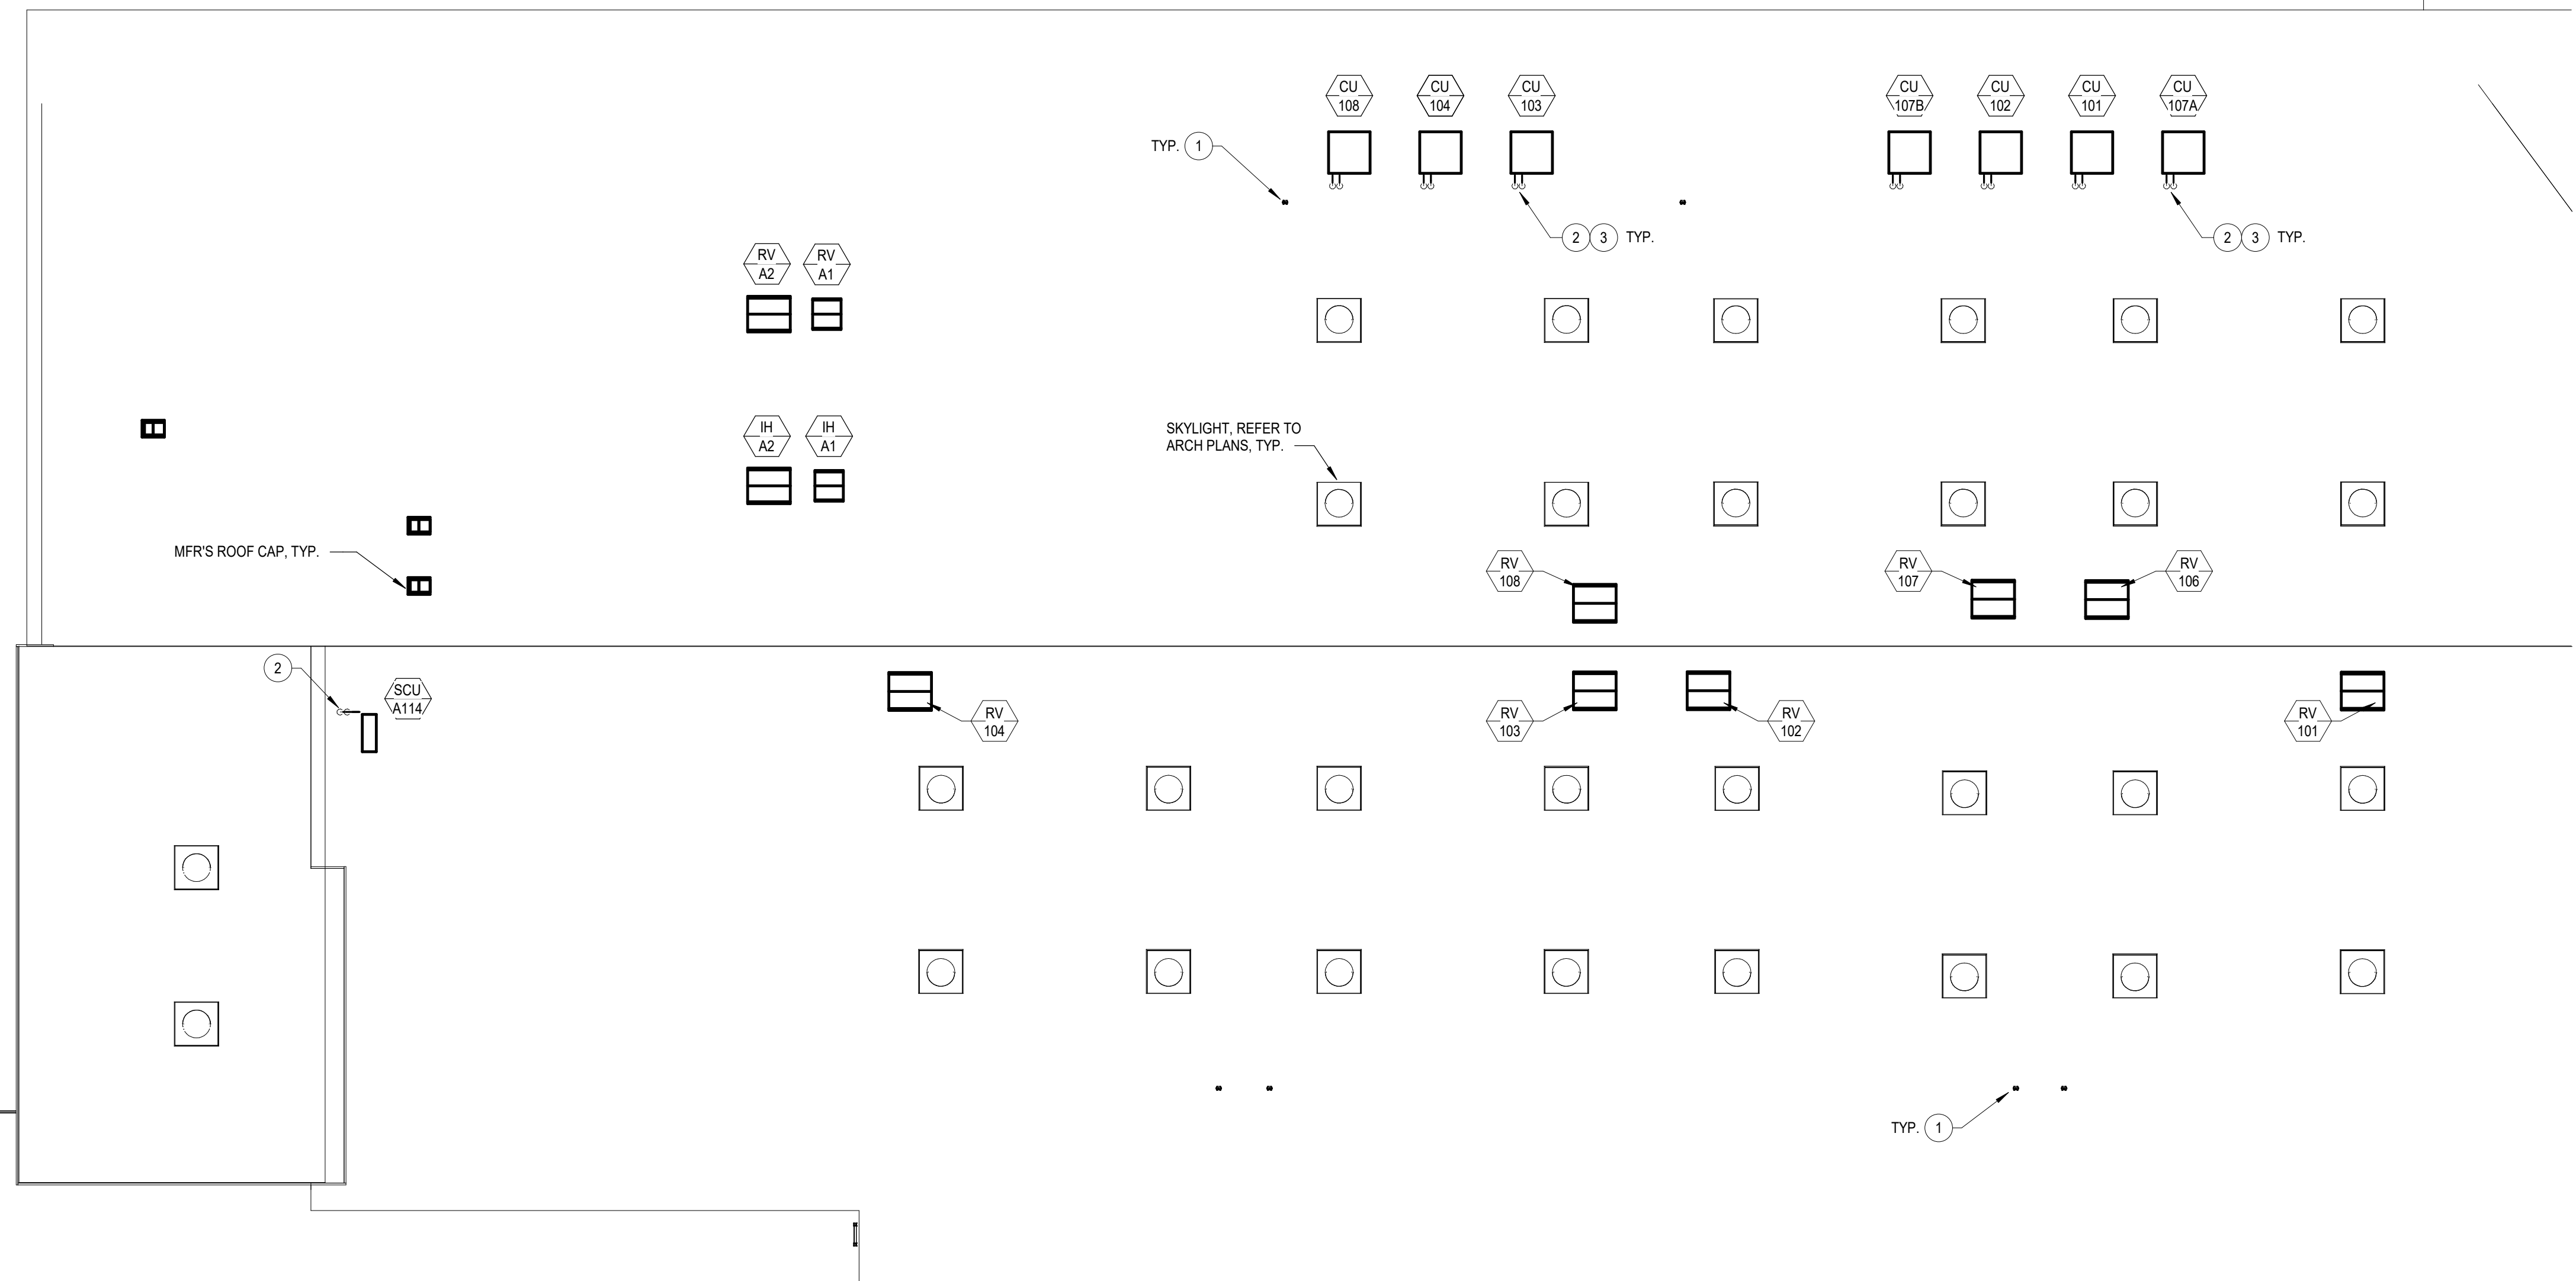 CU
108
CU
104
CU
103
CU
107B
CU
102
CU
101
CU
107A
TYP. 1
2 3 TYP.
2 3 TYP.
RV
A2
RV
A1
IH
A2
IH
A1
SKYLIGHT, REFER TO
ARCH PLANS, TYP.
MFR'S ROOF CAP, TYP.
RV
108
RV
107
RV
106
2
SCU
A114
RV
104
RV
103
RV
102
RV
101
TYP. 1